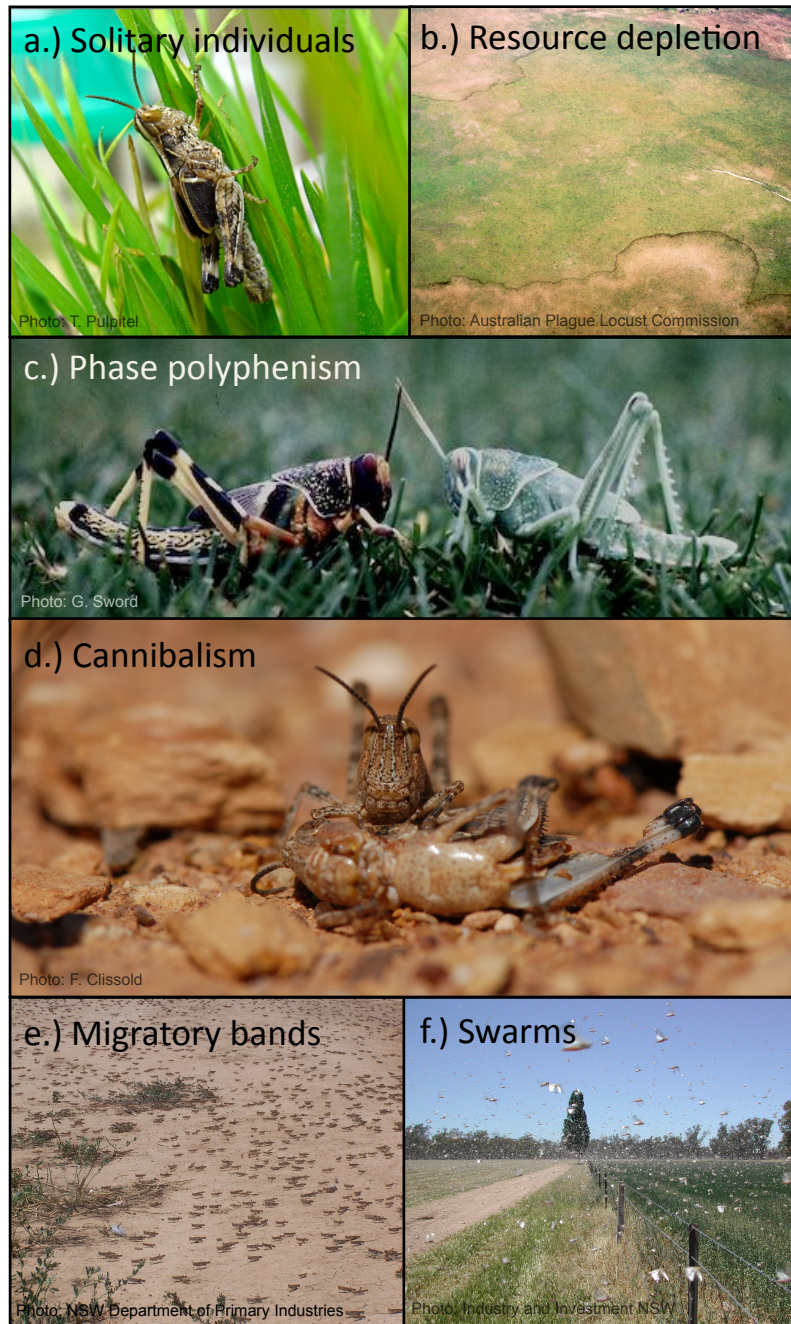 a.) Solitary individuals
Photo: T. Pulpitel
b.) Resource depletion
Photo: Australian Plague Locust Commission
c.) Phase polyphenism
Photo: G. Sword
d.) Cannibalism
Photo: F. Clissold
e.) Migratory bands
Photo: NSW Department of Primary Industries
f.) Swarms
Photo: Industry and Investment NSW